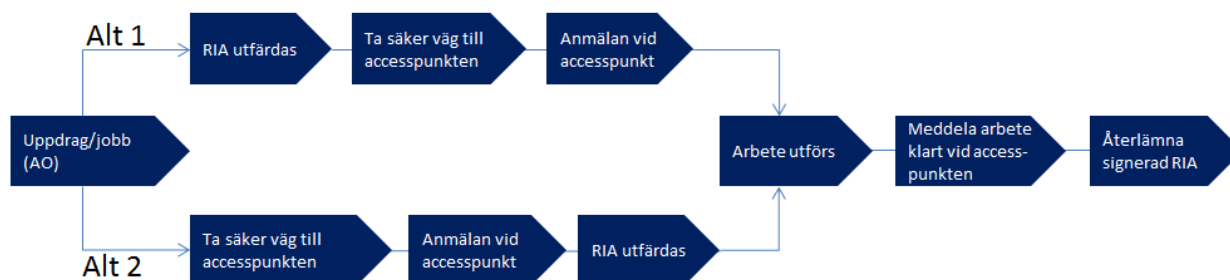 Alt 1
RIA utfärdas
Ta säker väg till
accesspunkten
Anmälan vid
accesspunkt
Uppdrag/jobb
(AO)
Arbete utförs
Meddela arbete
klart vid access-
punkten
Återlämna
signerad RIA
Ta säker väg till
accesspunkten
Anmälan vid
accesspunkt
RIA utfärdas
Alt 2